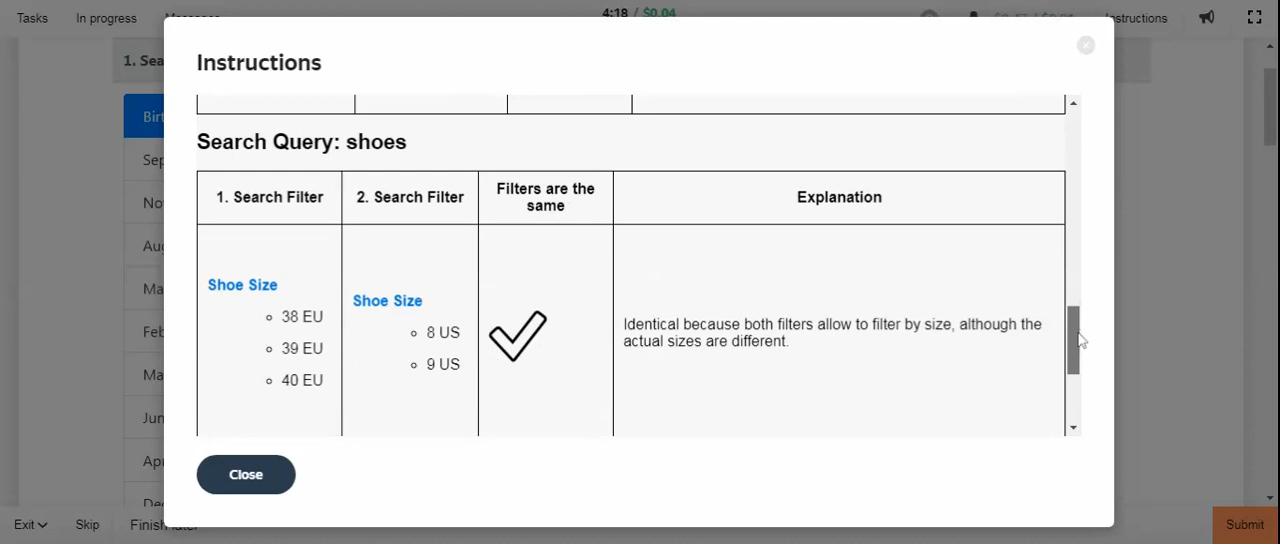 Tasks
In progress
4:18 / $0.04
Instructions
1. Sea
Instructions
Birt
Sep
Nov
Aug
Ma
Feb
Ma
Jun
Apr
Dec
Search Query: shoes
1. Search Filter
2. Search Filter
Filters are the
same
Explanation
Shoe Size
38 EU
39 EU
40 EU
Shoe Size
8 US
9 US
Identical because both filters allow to filter by size, although the
actual sizes are different.
Close
Exit
Skip
Finish later
Submit